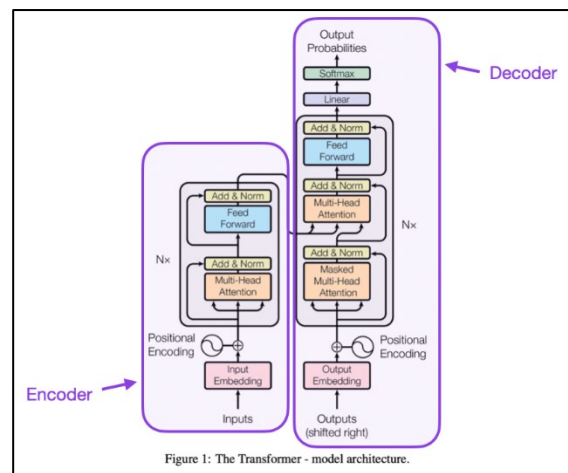 Output
Probabilities
Softmax
Linear
Add & Norm
Feed
Forward
Add & Norm
Multi-Head
Attention
Nx
Add & Norm
Masked
Multi-Head
Attention
Positional
Encoding
Output
Embedding
Outputs
(shifted right)
Decoder
Add & Norm
Feed
Forward
Nx
Add & Norm
Multi-Head
Attention
Positional
Encoding
Input
Embedding
Inputs
Encoder
Figure 1: The Transformer - model architecture.